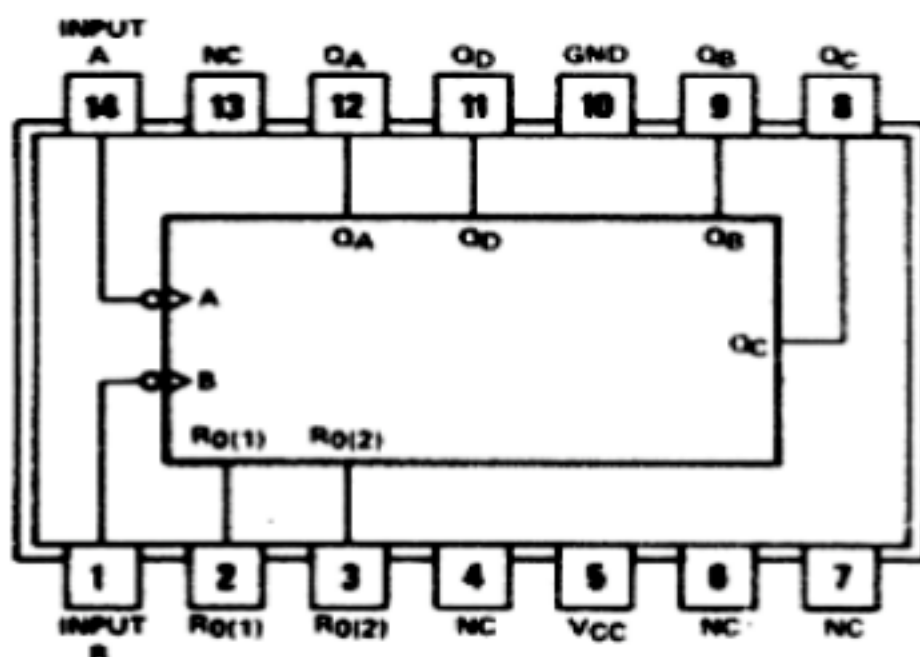 INPUT
A NC QA QD GND QB QC
14 13 12 11 10 9 8
QA QD QB
A
QC
B
R0(1) R0(2)
1 2 3 4 5 6 7
INPUT R0(1) R0(2) NC VCC NC NC
B